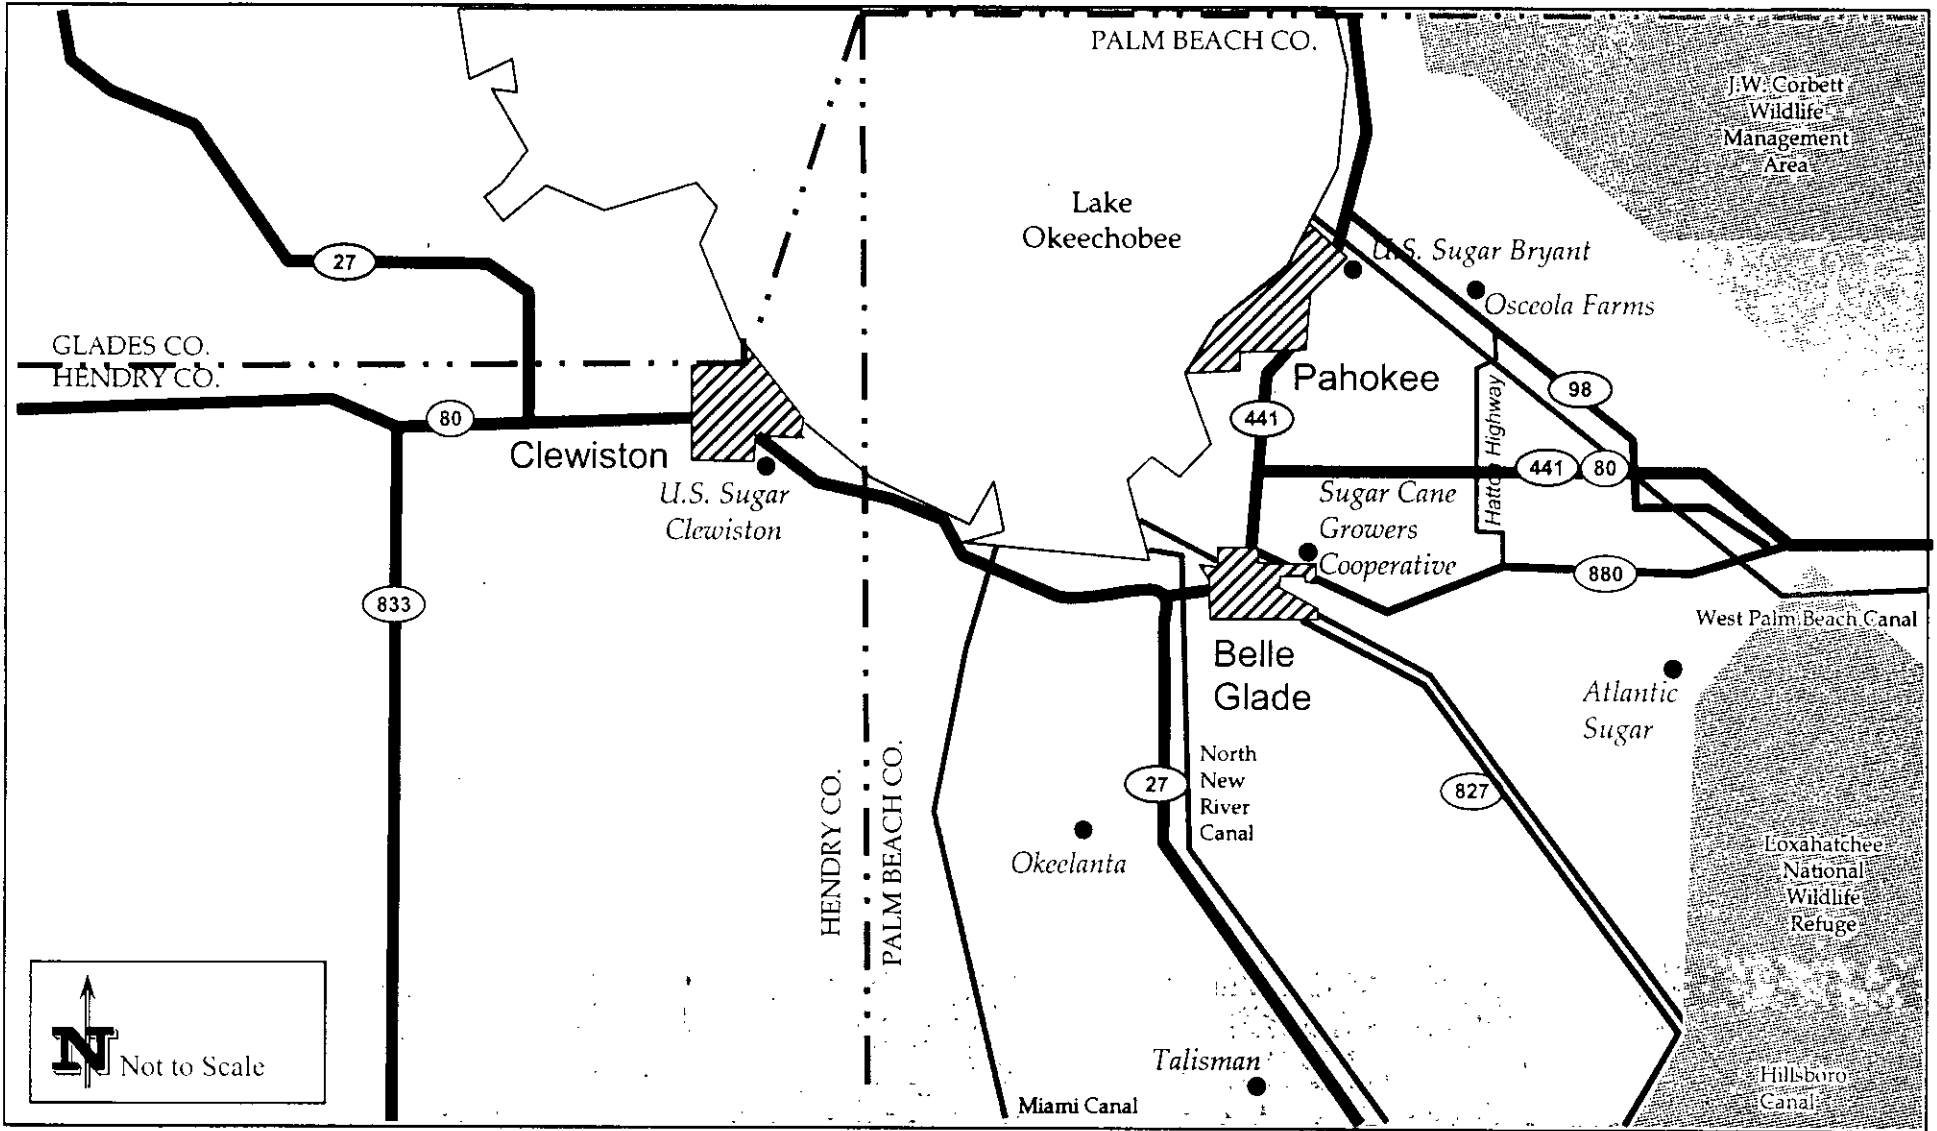 PALM BEACH CO.
J.W. Corbett
Wildlife
Management
Area
Lake
Okeechobee
27
U.S. Sugar Bryant
Osceola Farms
GLADES CO.
HENDRY CO.
Pahokee
98
80
441
Hatton Highway
Clewiston
441
80
U.S. Sugar
Clewiston
Sugar Cane
Growers
Cooperative
880
833
West Palm Beach Canal
Belle
Glade
Atlantic
Sugar
North
New
River
Canal
27
827
HENDRY CO.
PALM BEACH CO.
Okeelanta
Loxahatchee
National
Wildlife
Refuge
N
Not to Scale
Talisman
Miami Canal
Hillsboro
Canal